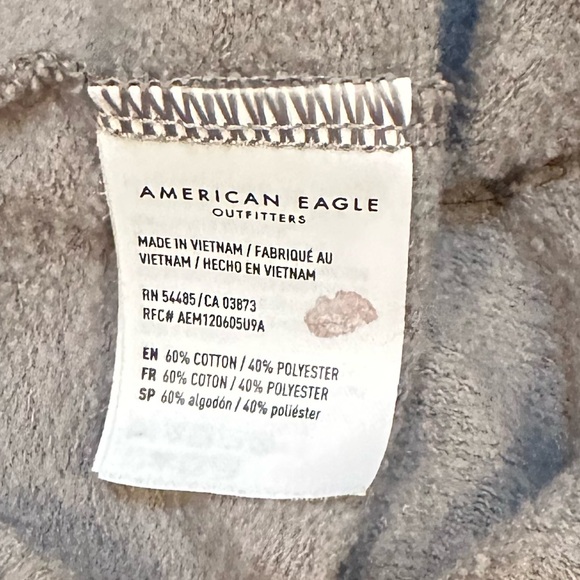 AMERICAN EAGLE
OUTFITTERS
MADE IN VIETNAM / FABRIQUÉ AU
VIETNAM / HECHO EN VIETNAM
RN 54485/CA 03873
RFC# AEM120605U9A
EN 60% COTTON / 40% POLYESTER
FR 60% COTON / 40% POLYESTER
SP 60% algodón / 40% poliéster